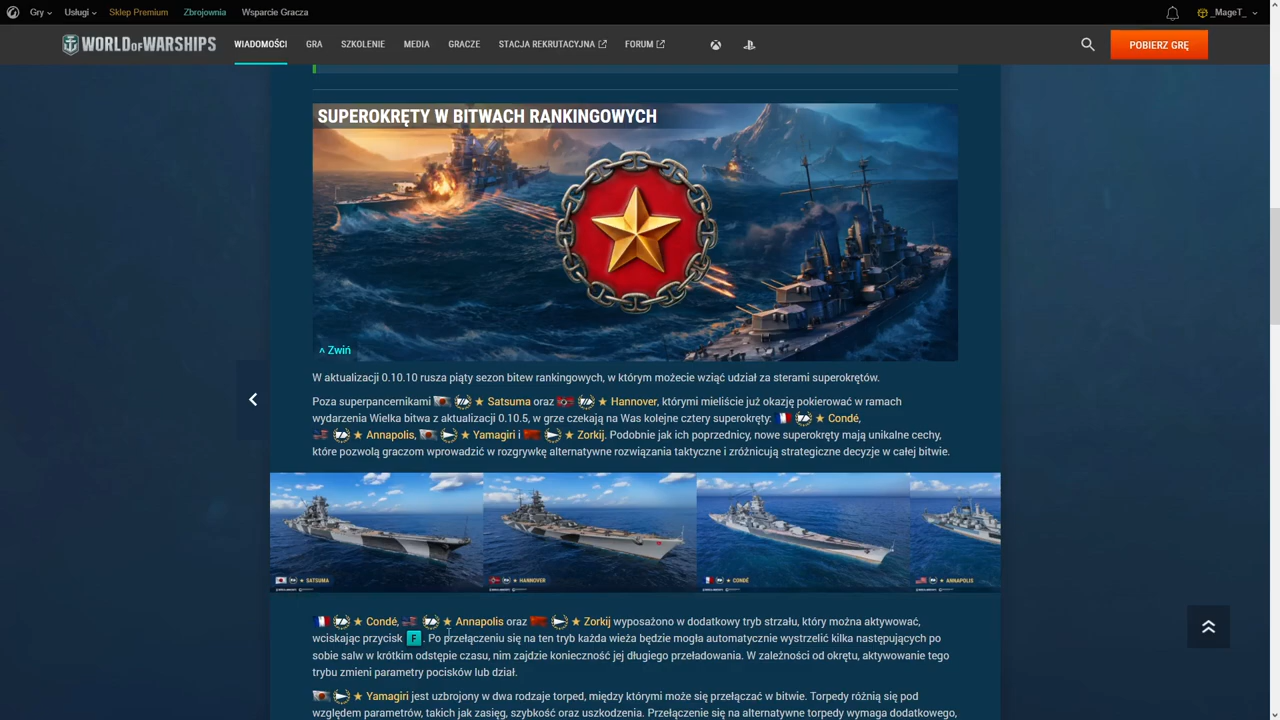 Gry Usługi Sklep Premium Zbrojownia Wsparcie Gracza _MageT_
WORLD OF WARSHIPS WIADOMOŚCI GRA SZKOLENIE MEDIA GRACZE STACJA REKRUTACYJNA FORUM POBIERZ GRĘ
SUPEROKRĘTY W BITWACH RANKINGOWYCH
^ Zwiń
W aktualizacji 0.10.10 rusza piąty sezon bitew rankingowych, w którym możecie wziąć udział za sterami superokrętów.
Poza superpancernikami ★ Satsuma oraz ★ Hannover, którymi mieliście już okazję pokierować w ramach
wydarzenia Wielka bitwa z aktualizacji 0.10.5, w grze czekają na Was kolejne cztery superokręty: ★ Condé,
★ Annapolis, ★ Yamagiri i ★ Zorkij. Podobnie jak ich poprzednicy, nowe superokręty mają unikalne cechy,
które pozwolą graczom wprowadzić w rozgrywkę alternatywne rozwiązania taktyczne i zróżnicują strategiczne decyzje w całej bitwie.
★ SATSUMA ★ HANNOVER ★ CONDÉ ★ ANNAPOLIS
★ Condé, ★ Annapolis oraz ★ Zorkij wyposażono w dodatkowy tryb strzału, który można aktywować,
wciskając przycisk F . Po przełączeniu się na ten tryb każda wieża będzie mogła automatycznie wystrzelić kilka następujących po
sobie salw w krótkim odstępie czasu, nim zajdzie konieczność jej długiego przeładowania. W zależności od okrętu, aktywowanie tego
trybu zmieni parametry pocisków lub dział.
★ Yamagiri jest uzbrojony w dwa rodzaje torped, między którymi może się przełączać w bitwie. Torpedy różnią się pod
względem parametrów, takich jak zasięg, szybkość oraz uszkodzenia. Przełączenie się na alternatywne torpedy wymaga dodatkowego,